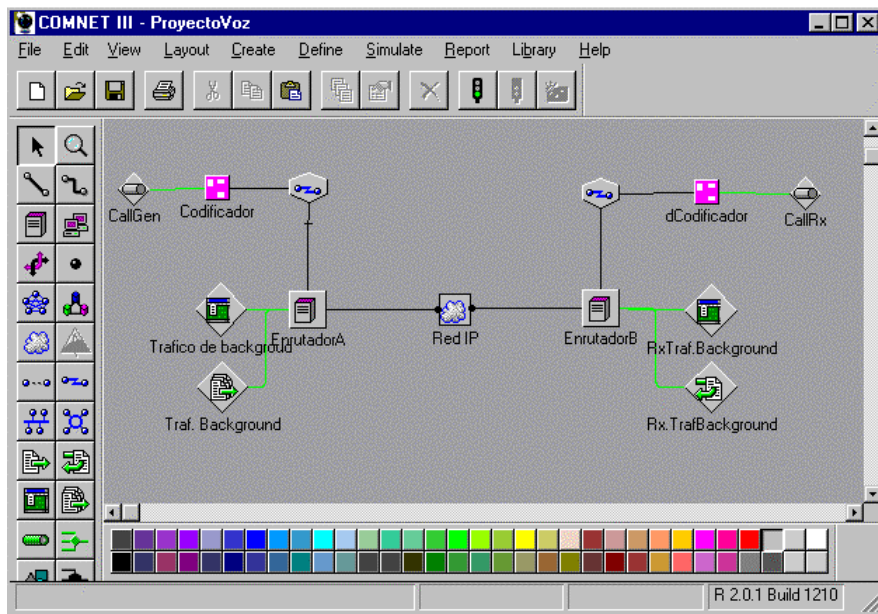 COMNET III - ProyectoVoz
File Edit View Layout Create Define Simulate Report Library Help
CallGen
Codificador
dCodificador
CallRx
Trafico de backgroud
EnrutadorA
Red IP
EnrutadorB
RxTraf.Background
Traf. Background
Rx.TrafBackground
R 2.0.1 Build 1210